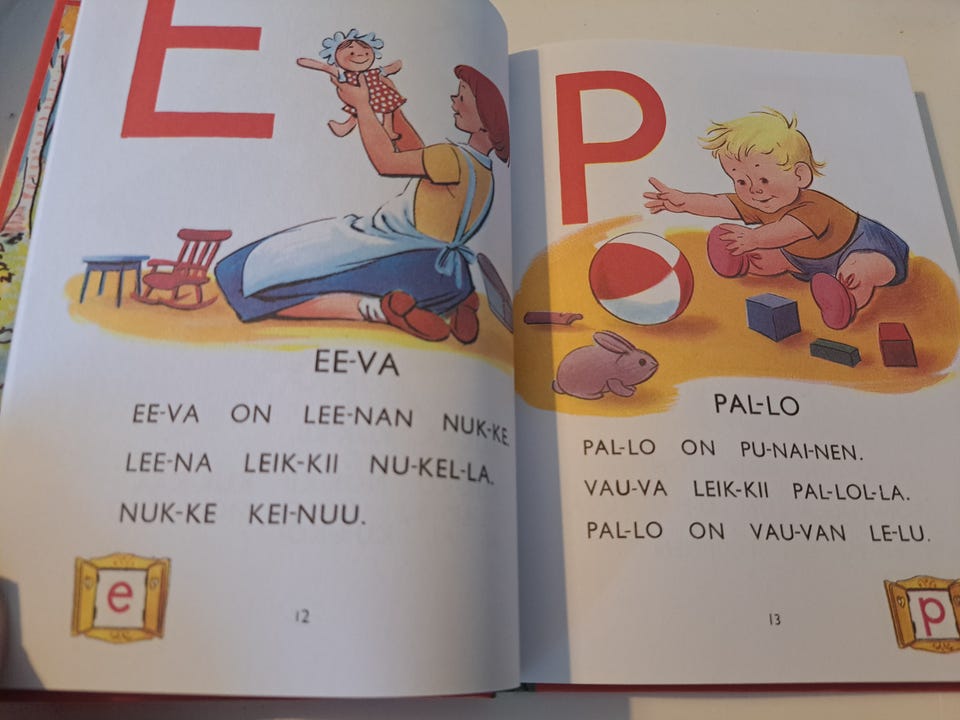 E
EE-VA
EE-VA ON LEE-NAN NUK-KE.
LEE-NA LEIK-KII NU-KEL-LA.
NUK-KE KEI-NUU.
e
12
P
PAL-LO
PAL-LO ON PU-NAI-NEN.
VAU-VA LEIK-KII PAL-LOL-LA.
PAL-LO ON VAU-VAN LE-LU.
13
p